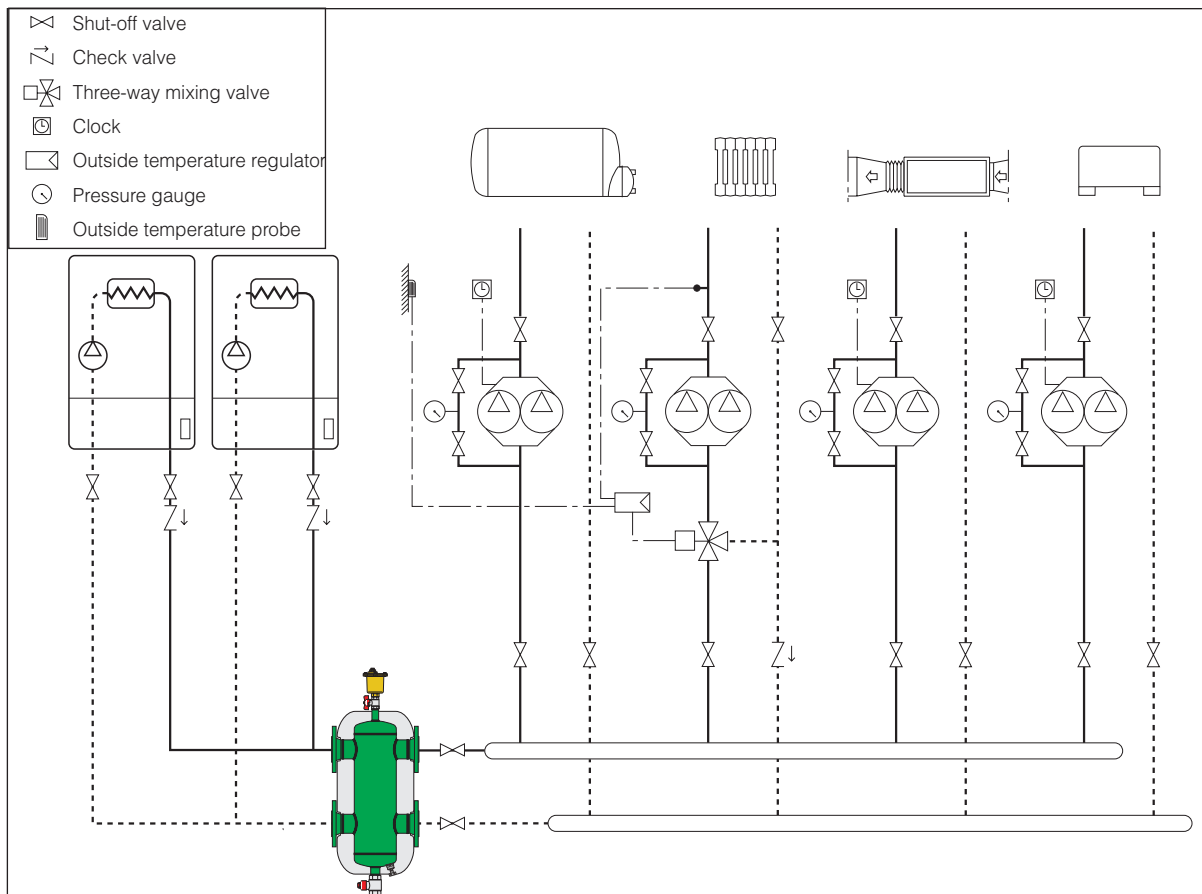 Shut-off valve
Check valve
Three-way mixing valve
Clock
Outside temperature regulator
Pressure gauge
Outside temperature probe